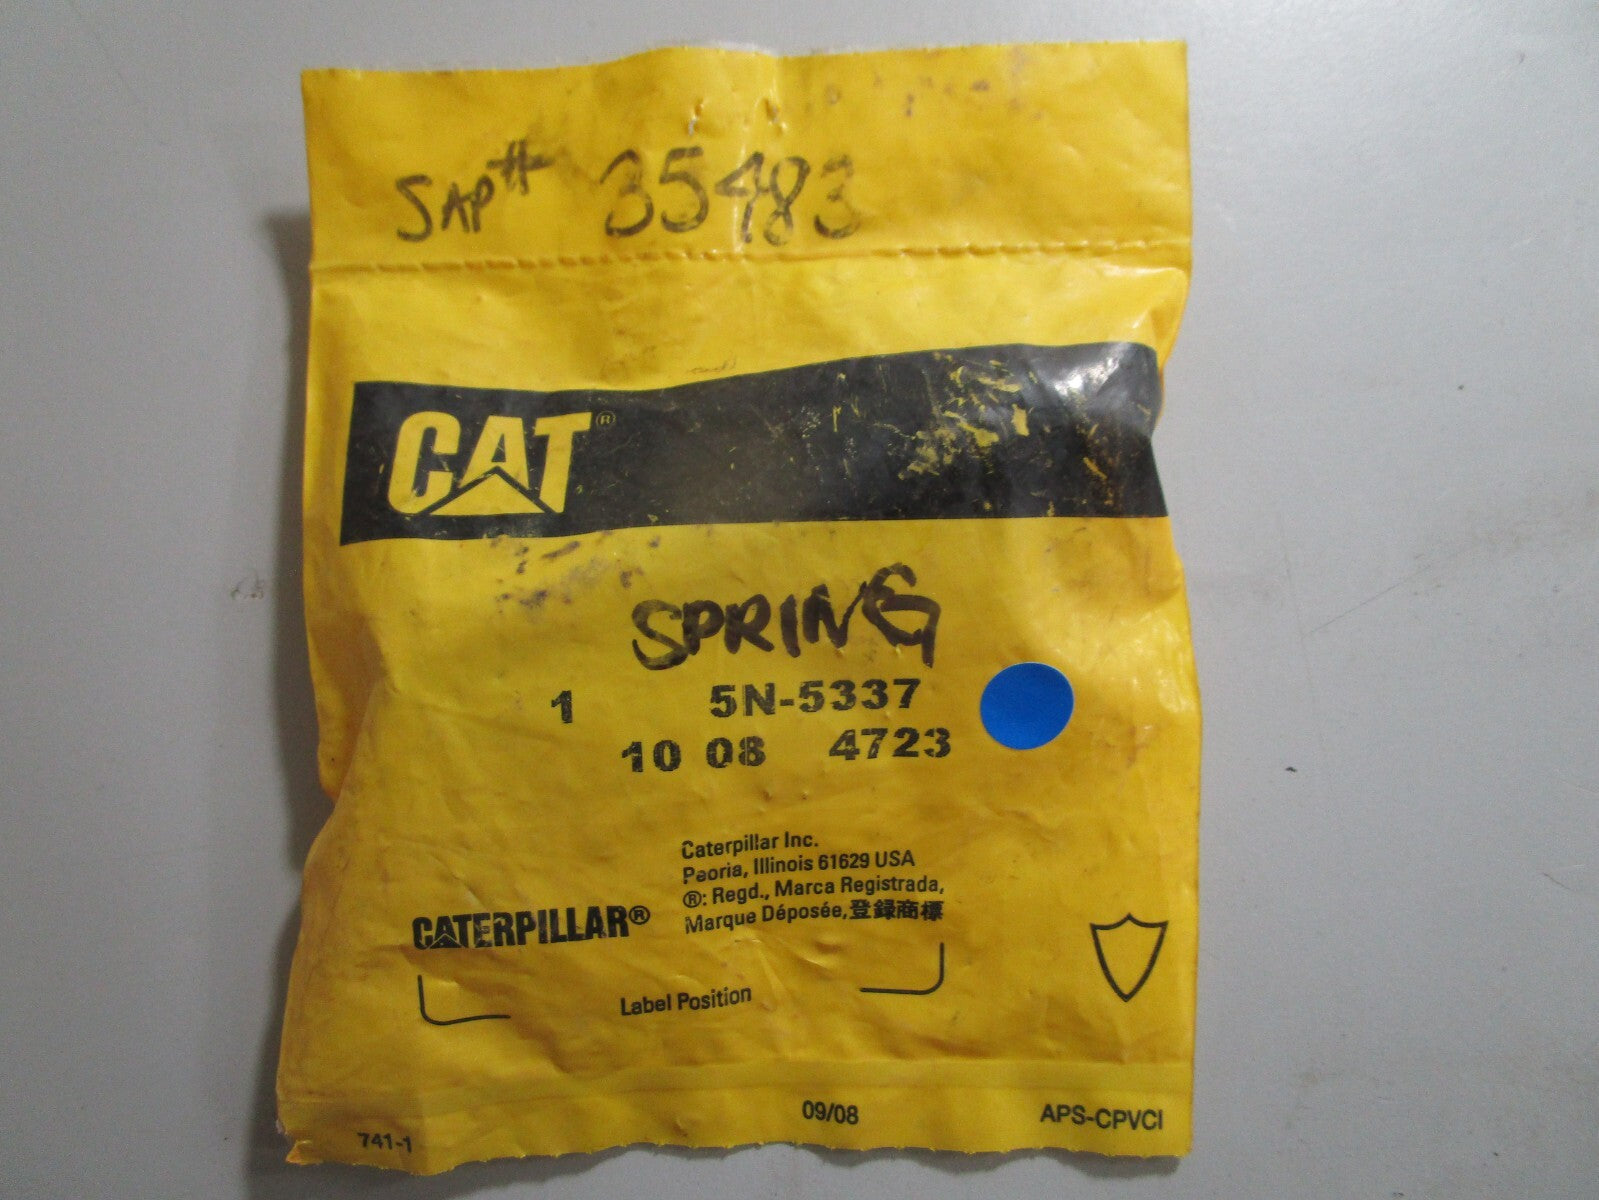 SAP# 35483
CAT®
SPRING
1 5N-5337
10 08 4723
Caterpillar Inc.
Peoria, Illinois 61629 USA
®: Regd., Marca Registrada,
Marque Déposée,登録商標
CATERPILLAR®
Label Position
09/08
APS-CPVCI
741-1